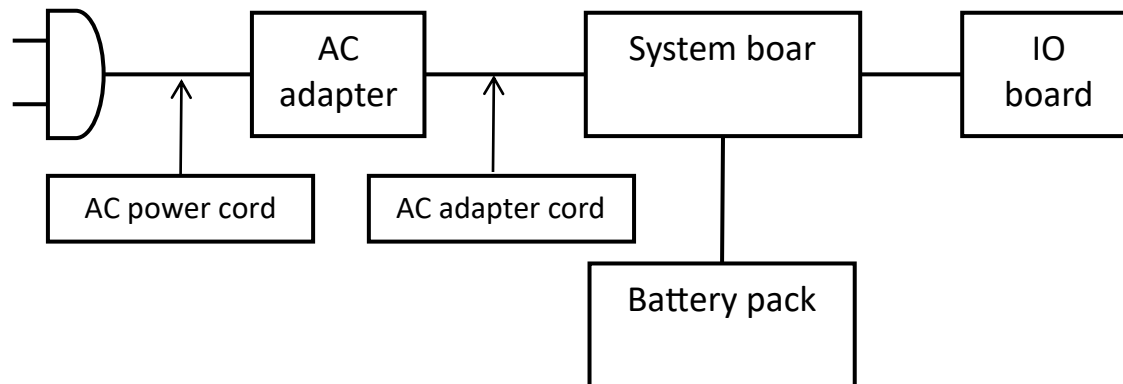 AC
adapter
System boar
IO
board
AC power cord
AC adapter cord
Battery pack